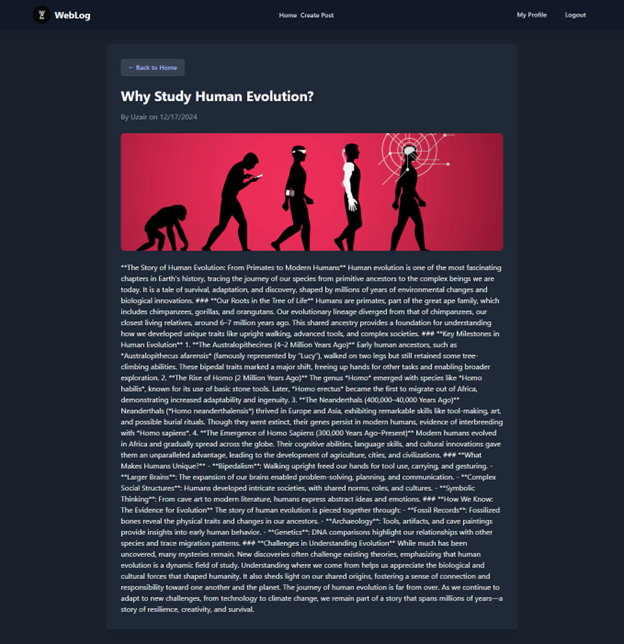 WebLog
Home Create Post
My Profile Logout
← Back to Home
Why Study Human Evolution?
By Uzair on 12/17/2024
**The Story of Human Evolution: From Primates to Modern Humans** Human evolution is one of the most fascinating
chapters in Earth's history, tracing the journey of our species from primitive ancestors to the complex beings we are
today. It is a tale of survival, adaptation, and discovery, shaped by millions of years of environmental changes and
biological innovations. ### **Our Roots in the Tree of Life** Humans are primates, part of the great ape family, which
includes chimpanzees, gorillas, and orangutans. Our evolutionary lineage diverged from that of chimpanzees, our
closest living relatives, around 6–7 million years ago. This shared ancestry provides a foundation for understanding
how we developed unique traits like upright walking, advanced tools, and complex societies. ### **Key Milestones in
Human Evolution** 1. **The Australopithecines (4–2 Million Years Ago)** Early human ancestors, such as
*Australopithecus afarensis* (famously represented by "Lucy"), walked on two legs but still retained some tree-
climbing abilities. These bipedal traits marked a major shift, freeing up hands for other tasks and enabling broader
exploration. 2. **The Rise of Homo (2 Million Years Ago)** The genus *Homo* emerged with species like *Homo
habilis*, known for its use of basic stone tools. Later, *Homo erectus* became the first to migrate out of Africa,
demonstrating increased adaptability and ingenuity. 3. **The Neanderthals (400,000–40,000 Years Ago)**
Neanderthals (*Homo neanderthalensis*) thrived in Europe and Asia, exhibiting remarkable skills like tool-making, art,
and possible burial rituals. Though they went extinct, their genes persist in modern humans, evidence of interbreeding
with *Homo sapiens*. 4. **The Emergence of Homo Sapiens (300,000 Years Ago–Present)** Modern humans evolved
in Africa and gradually spread across the globe. Their cognitive abilities, language skills, and cultural innovations gave
them an unparalleled advantage, leading to the development of agriculture, cities, and civilizations. ### **What
Makes Humans Unique?** - **Bipedalism**: Walking upright freed our hands for tool use, carrying, and gesturing. -
**Larger Brains**: The expansion of our brains enabled problem-solving, planning, and communication. - **Complex
Social Structures**: Humans developed intricate societies, with shared norms, roles, and cultures. - **Symbolic
Thinking**: From cave art to modern literature, humans express abstract ideas and emotions. ### **How We Know:
The Evidence for Evolution** The story of human evolution is pieced together through: - **Fossil Records**: Fossilized
bones reveal the physical traits and changes in our ancestors. - **Archaeology**: Tools, artifacts, and cave paintings
provide insights into early human behavior. - **Genetics**: DNA comparisons highlight our relationships with other
species and trace migration patterns. ### **Challenges in Understanding Evolution** While much has been
uncovered, many mysteries remain. New discoveries often challenge existing theories, emphasizing that human
evolution is a dynamic field of study. Understanding where we come from helps us appreciate the biological and
cultural forces that shaped humanity. It also sheds light on our shared origins, fostering a sense of connection and
responsibility toward one another and the planet. The journey of human evolution is far from over. As we continue to
adapt to new challenges, from technology to climate change, we remain part of a story that spans millions of years—a
story of resilience, creativity, and survival.